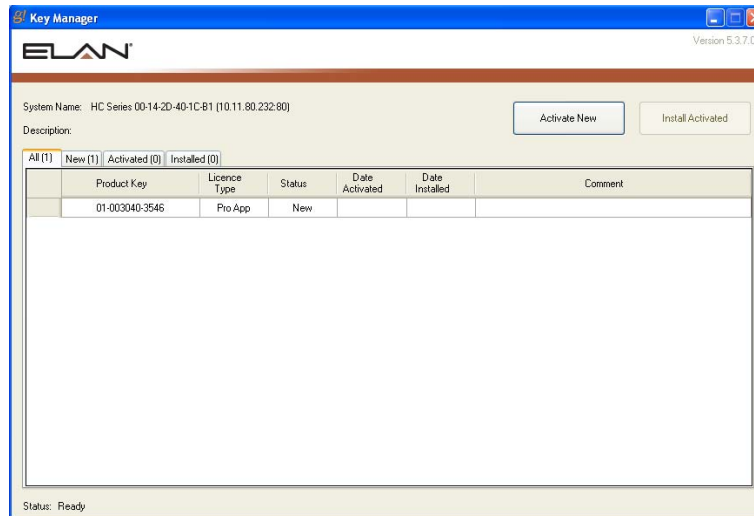 g! Key Manager
ELAN
Version 5.3.7.0
System Name: HC Series 00-14-2D-40-1C-B1 (10.11.80.232:80)
Activate New
Install Activated
Description:
All (1) New (1) Activated (0) Installed (0)
Product Key Licence Type Status Date Activated Date Installed Comment
01-003040-3546 Pro App New
Status: Ready